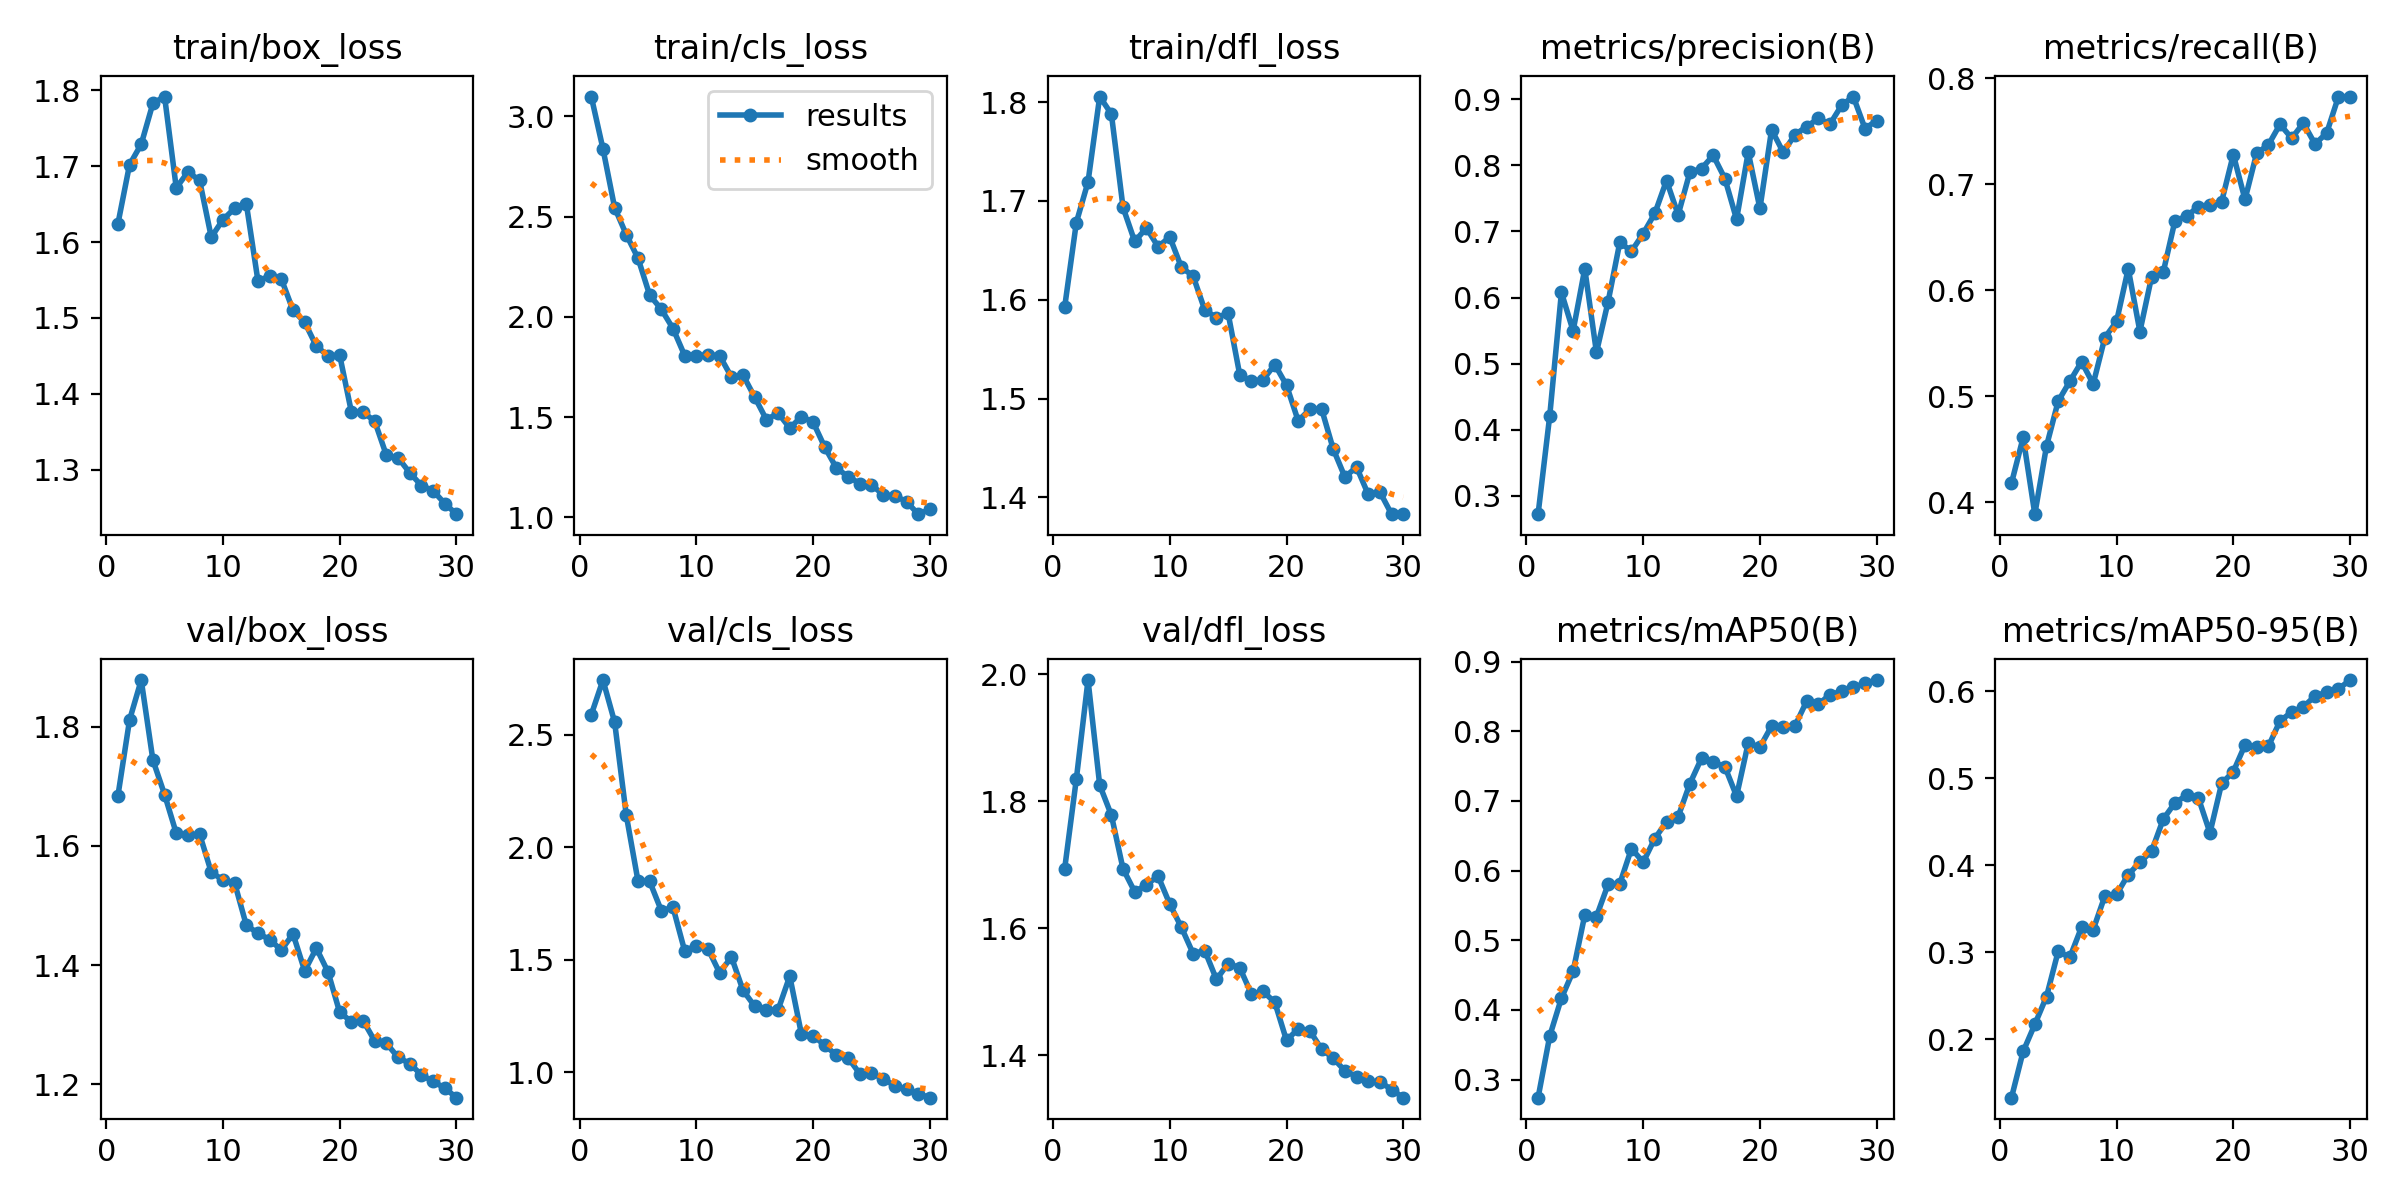 train/box_loss
1.8
1.7
1.6
1.5
1.4
1.3
0 10 20 30
train/cls_loss
results
smooth
3.0
2.5
2.0
1.5
1.0
0 10 20 30
train/dfl_loss
1.8
1.7
1.6
1.5
1.4
0 10 20 30
metrics/precision(B)
0.9
0.8
0.7
0.6
0.5
0.4
0.3
0 10 20 30
metrics/recall(B)
0.8
0.7
0.6
0.5
0.4
0 10 20 30
val/box_loss
1.8
1.6
1.4
1.2
0 10 20 30
val/cls_loss
2.5
2.0
1.5
1.0
0 10 20 30
val/dfl_loss
2.0
1.8
1.6
1.4
0 10 20 30
metrics/mAP50(B)
0.9
0.8
0.7
0.6
0.5
0.4
0.3
0 10 20 30
metrics/mAP50-95(B)
0.6
0.5
0.4
0.3
0.2
0 10 20 30